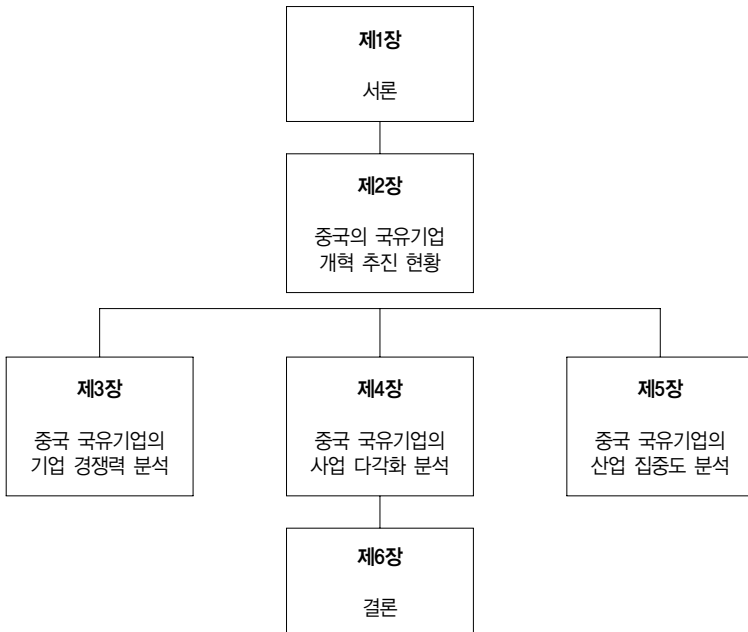 제1장
서론
제2장
중국의 국유기업
개혁 추진 현황
제3장
중국 국유기업의
기업 경쟁력 분석
제4장
중국 국유기업의
사업 다각화 분석
제5장
중국 국유기업의
산업 집중도 분석
제6장
결론